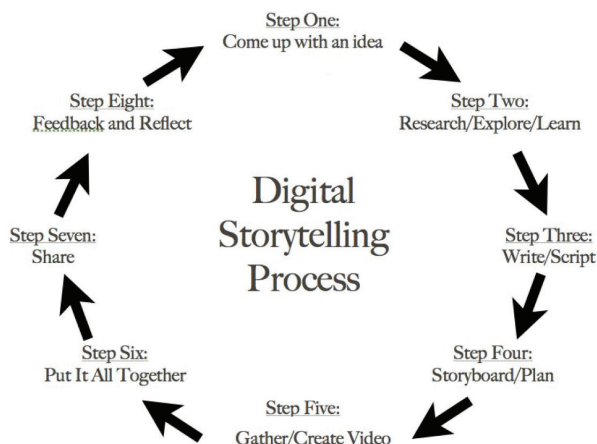 Step One:
Come up with an idea
Step Two:
Research/Explore/Learn
Step Three:
Write/Script
Step Four:
Storyboard/Plan
Step Five:
Gather/Create Video
Step Six:
Put It All Together
Step Seven:
Share
Step Eight:
Feedback and Reflect
Digital
Storytelling
Process